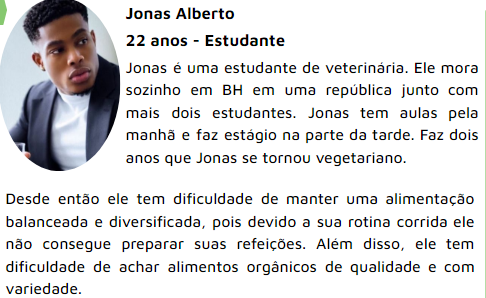 Jonas Alberto
22 anos - Estudante
Jonas é uma estudante de veterinária. Ele mora
sozinho em BH em uma república junto com
mais dois estudantes. Jonas tem aulas pela
manhã e faz estágio na parte da tarde. Faz dois
anos que Jonas se tornou vegetariano.
Desde então ele tem dificuldade de manter uma alimentação
balanceada e diversificada, pois devido a sua rotina corrida ele
não consegue preparar suas refeições. Além disso, ele tem
dificuldade de achar alimentos orgânicos de qualidade e com
variedade.